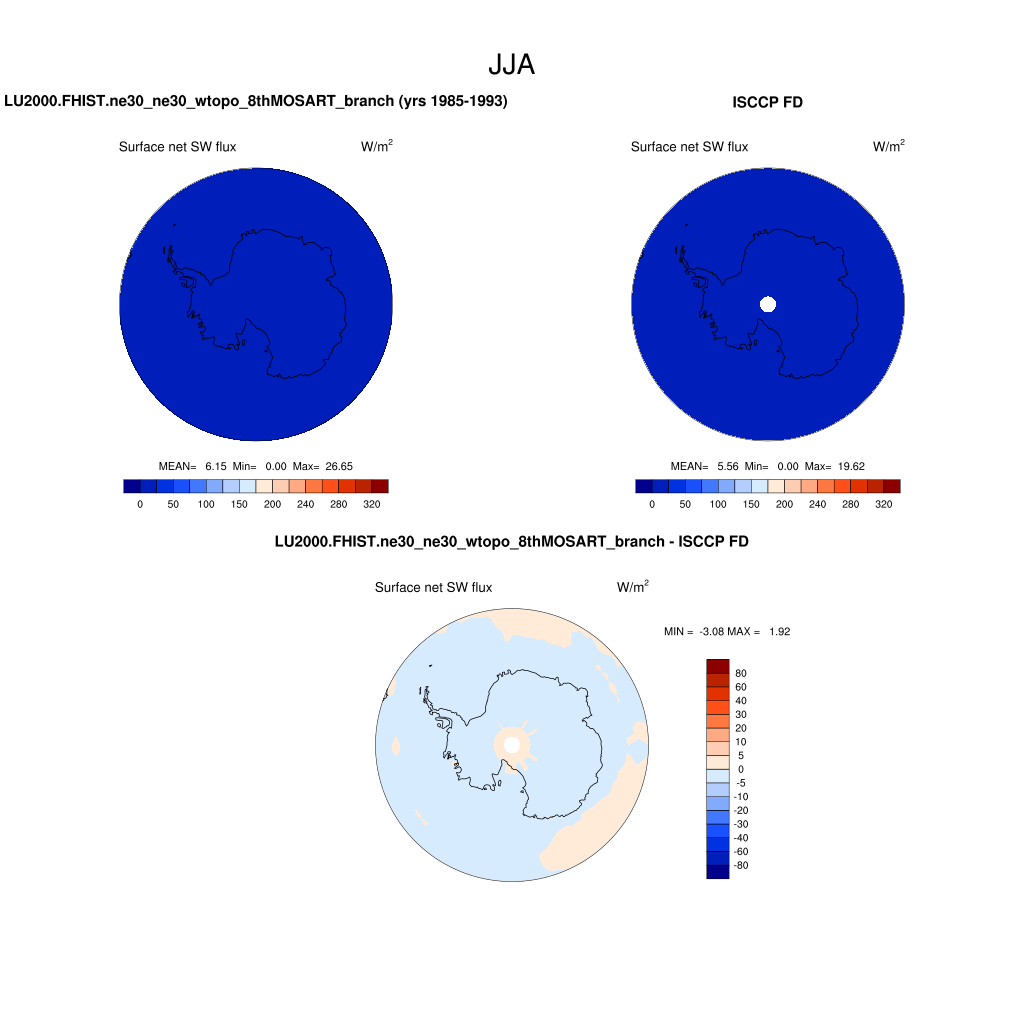 JJA
LU2000.FHIST.ne30_ne30_wtopo_8thMOSART_branch (yrs 1985-1993)
Surface net SW flux W/m²
MEAN= 6.15 Min= 0.00 Max= 26.65
0 50 100 150 200 240 280 320
ISCCP FD
Surface net SW flux W/m²
MEAN= 5.56 Min= 0.00 Max= 19.62
0 50 100 150 200 240 280 320
LU2000.FHIST.ne30_ne30_wtopo_8thMOSART_branch - ISCCP FD
Surface net SW flux W/m²
MIN = -3.08 MAX = 1.92
80
60
40
30
20
10
5
0
-5
-10
-20
-30
-40
-60
-80